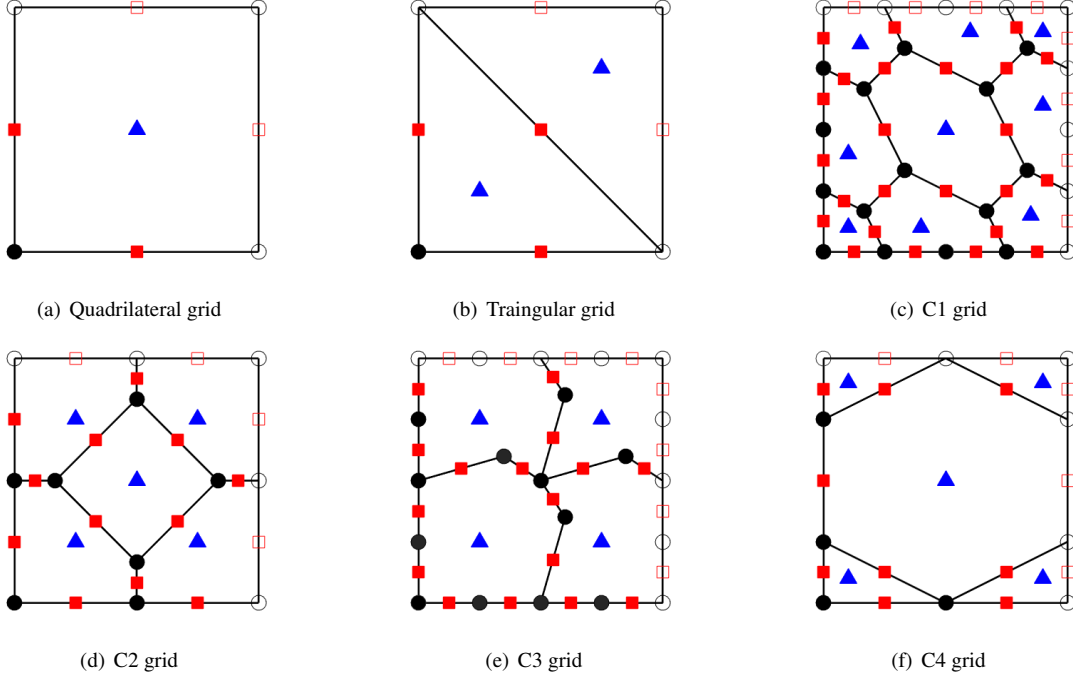 (a) Quadrilateral grid
(b) Traingular grid
(c) C1 grid
(d) C2 grid
(e) C3 grid
(f) C4 grid